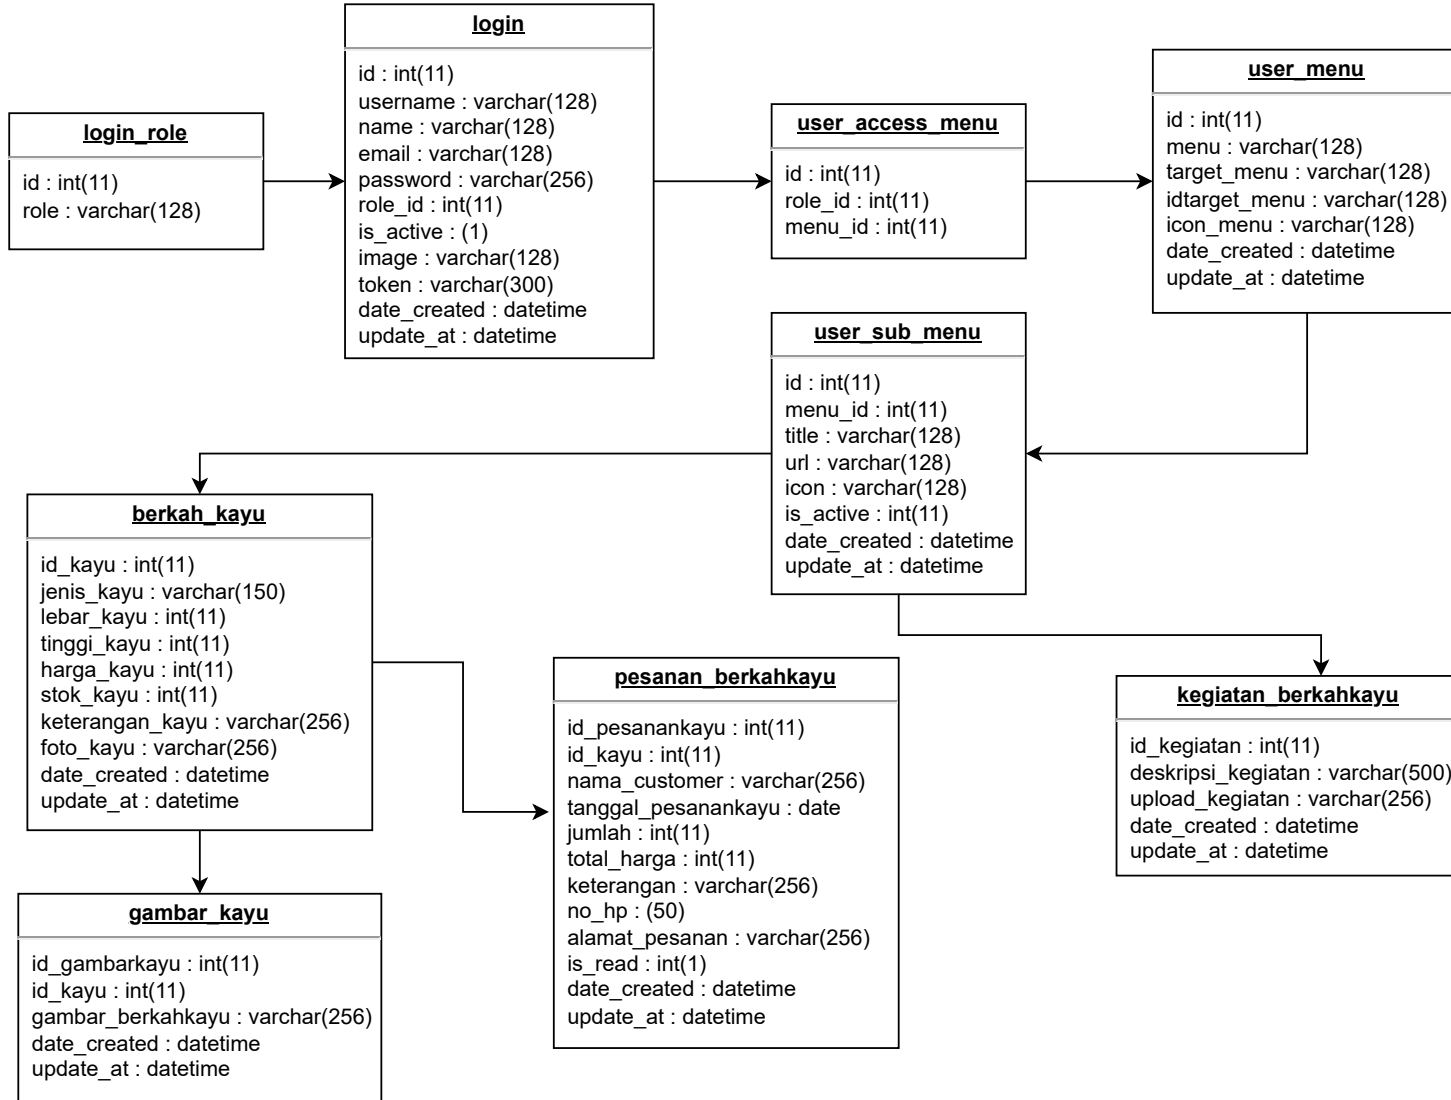 login_role
id : int(11)
role : varchar(128)
login
id : int(11)
username : varchar(128)
name : varchar(128)
email : varchar(128)
password : varchar(256)
role_id : int(11)
is_active : (1)
image : varchar(128)
token : varchar(300)
date_created : datetime
update_at : datetime
user_access_menu
id : int(11)
role_id : int(11)
menu_id : int(11)
user_menu
id : int(11)
menu : varchar(128)
target_menu : varchar(128)
idtarget_menu : varchar(128)
icon_menu : varchar(128)
date_created : datetime
update_at : datetime
user_sub_menu
id : int(11)
menu_id : int(11)
title : varchar(128)
url : varchar(128)
icon : varchar(128)
is_active : int(11)
date_created : datetime
update_at : datetime
berkah_kayu
id_kayu : int(11)
jenis_kayu : varchar(150)
lebar_kayu : int(11)
tinggi_kayu : int(11)
harga_kayu : int(11)
stok_kayu : int(11)
keterangan_kayu : varchar(256)
foto_kayu : varchar(256)
date_created : datetime
update_at : datetime
pesanan_berkahkayu
id_pesanankayu : int(11)
id_kayu : int(11)
nama_customer : varchar(256)
tanggal_pesanankayu : date
jumlah : int(11)
total_harga : int(11)
keterangan : varchar(256)
no_hp : (50)
alamat_pesanan : varchar(256)
is_read : int(1)
date_created : datetime
update_at : datetime
kegiatan_berkahkayu
id_kegiatan : int(11)
deskripsi_kegiatan : varchar(500)
upload_kegiatan : varchar(256)
date_created : datetime
update_at : datetime
gambar_kayu
id_gambarkayu : int(11)
id_kayu : int(11)
gambar_berkahkayu : varchar(256)
date_created : datetime
update_at : datetime